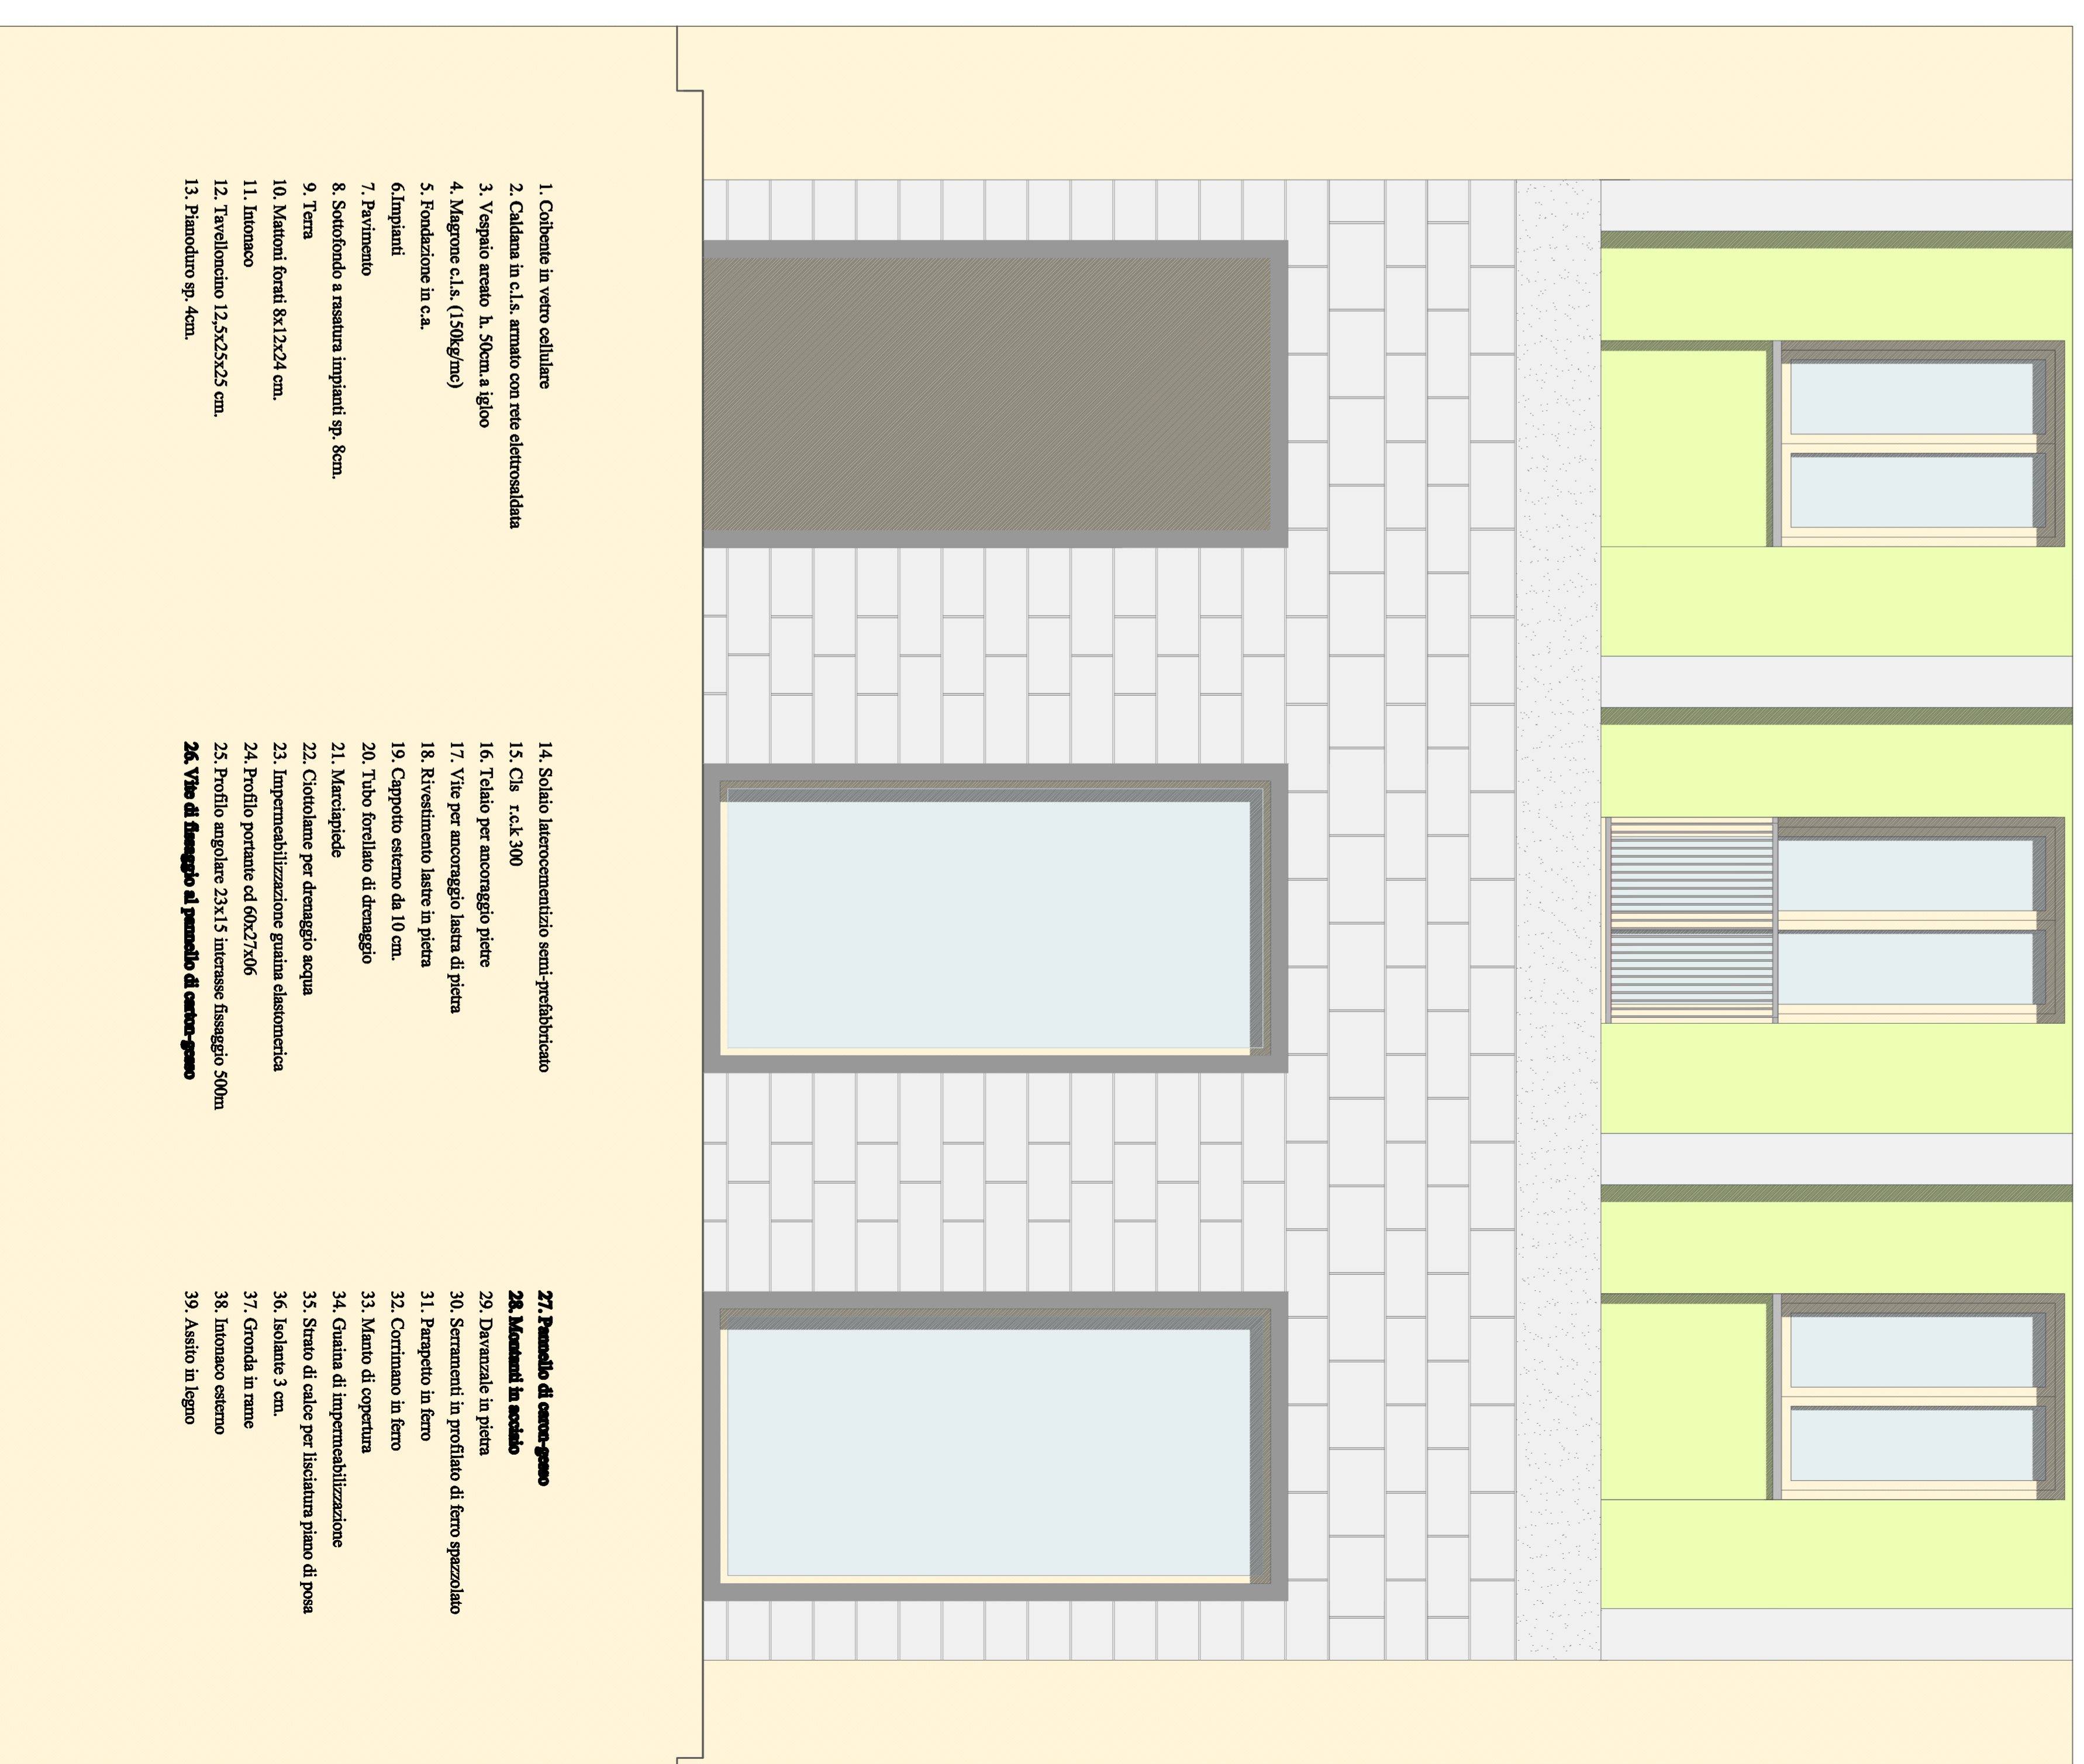 1. Coibente in vetro cellulare
2. Caldana in c.l.s. armato con rete elettrosaldata
3. Vespaio areato h. 50cm.a igloo
4. Magrone c.l.s. (150kg/mc)
5. Fondazione in c.a.
6.Impianti
7. Pavimento
8. Sottofondo a rasatura impianti sp. 8cm.
9. Terra
10. Mattoni forati 8x12x24 cm.
11. Intonaco
12. Tavelloncino 12,5x25x25 cm.
13. Pianoduro sp. 4cm.
14. Solaio laterocementizio semi-prefabbricato
15. Cls r.c.k 300
16. Telaio per ancoraggio pietre
17. Vite per ancoraggio lastra di pietra
18. Rivestimento lastre in pietra
19. Cappotto esterno da 10 cm.
20. Tubo forellato di drenaggio
21. Marciapiede
22. Ciottolame per drenaggio acqua
23. Impermeabilizzazione guaina elastomerica
24. Profilo portante cd 60x27x06
25. Profilo angolare 23x15 interasse fissaggio 500m
26. Vite di fissaggio al pannello di carton-gesso
27. Pannello di caron-gesso
28. Montanti in acciaio
29. Davanzale in pietra
30. Serramenti in profilato di ferro spazzolato
31. Parapetto in ferro
32. Corrimano in ferro
33. Manto di copertura
34. Guaina di impermeabilizzazione
35. Strato di calce per lisciatura piano di posa
36. Isolante 3 cm.
37. Gronda in rame
38. Intonaco esterno
39. Assito in legno